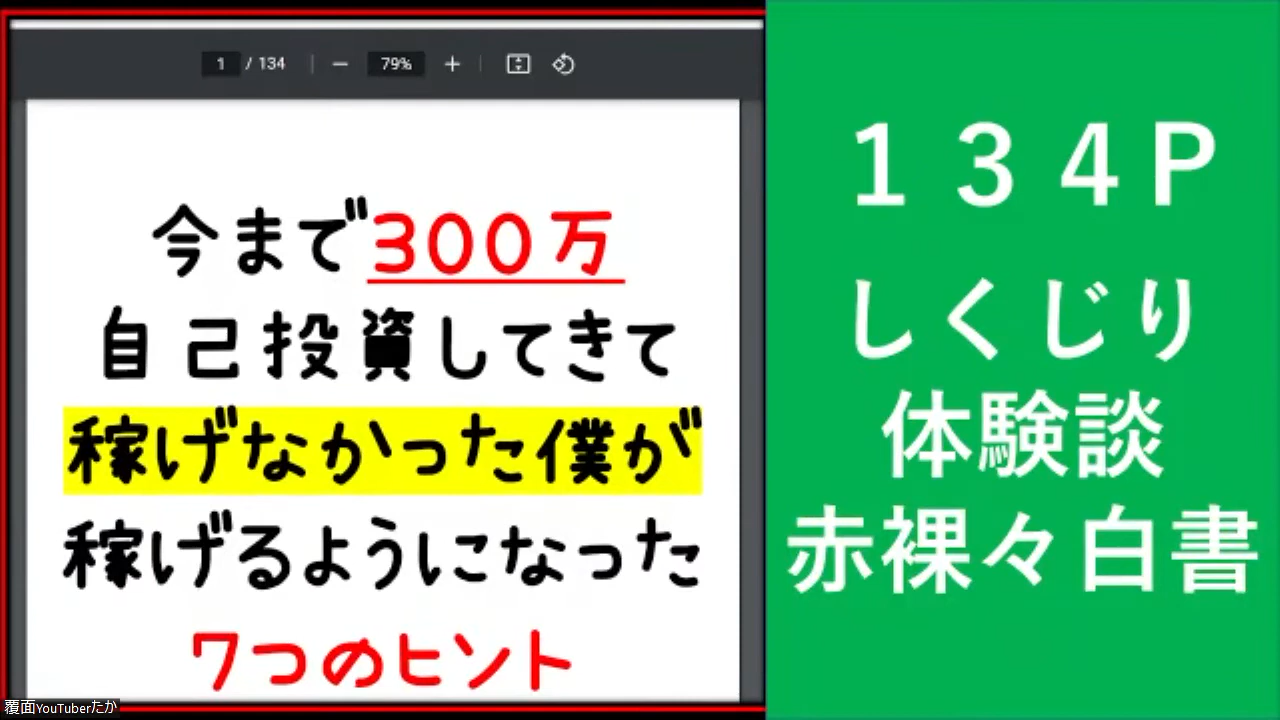 1 / 134 − 79% +
今まで300万
自己投資してきて
稼げなかった僕が
稼げるようになった
7つのヒント
１３４P
しくじり
体験談
赤裸々白書
覆面YouTuberたか